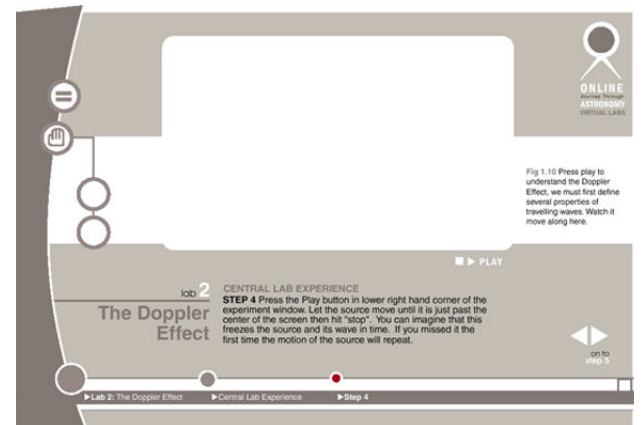 ONLINE
Journey Through
ASTRONOMY
VIRTUAL LABS
Fig 1.10 Press play to
understand the Doppler
Effect, we must first define
several properties of
travelling waves. Watch it
move along here.
PLAY
lab 2
The Doppler
Effect
CENTRAL LAB EXPERIENCE
STEP 4 Press the Play button in lower right hand corner of the
experiment window. Let the source move until it is just past the
center of the screen then hit "stop". You can imagine that this
freezes the source and its wave in time. If you missed it the
first time the motion of the source will repeat.
on to
step 5
Lab 2: The Doppler Effect
Central Lab Experience
Step 4